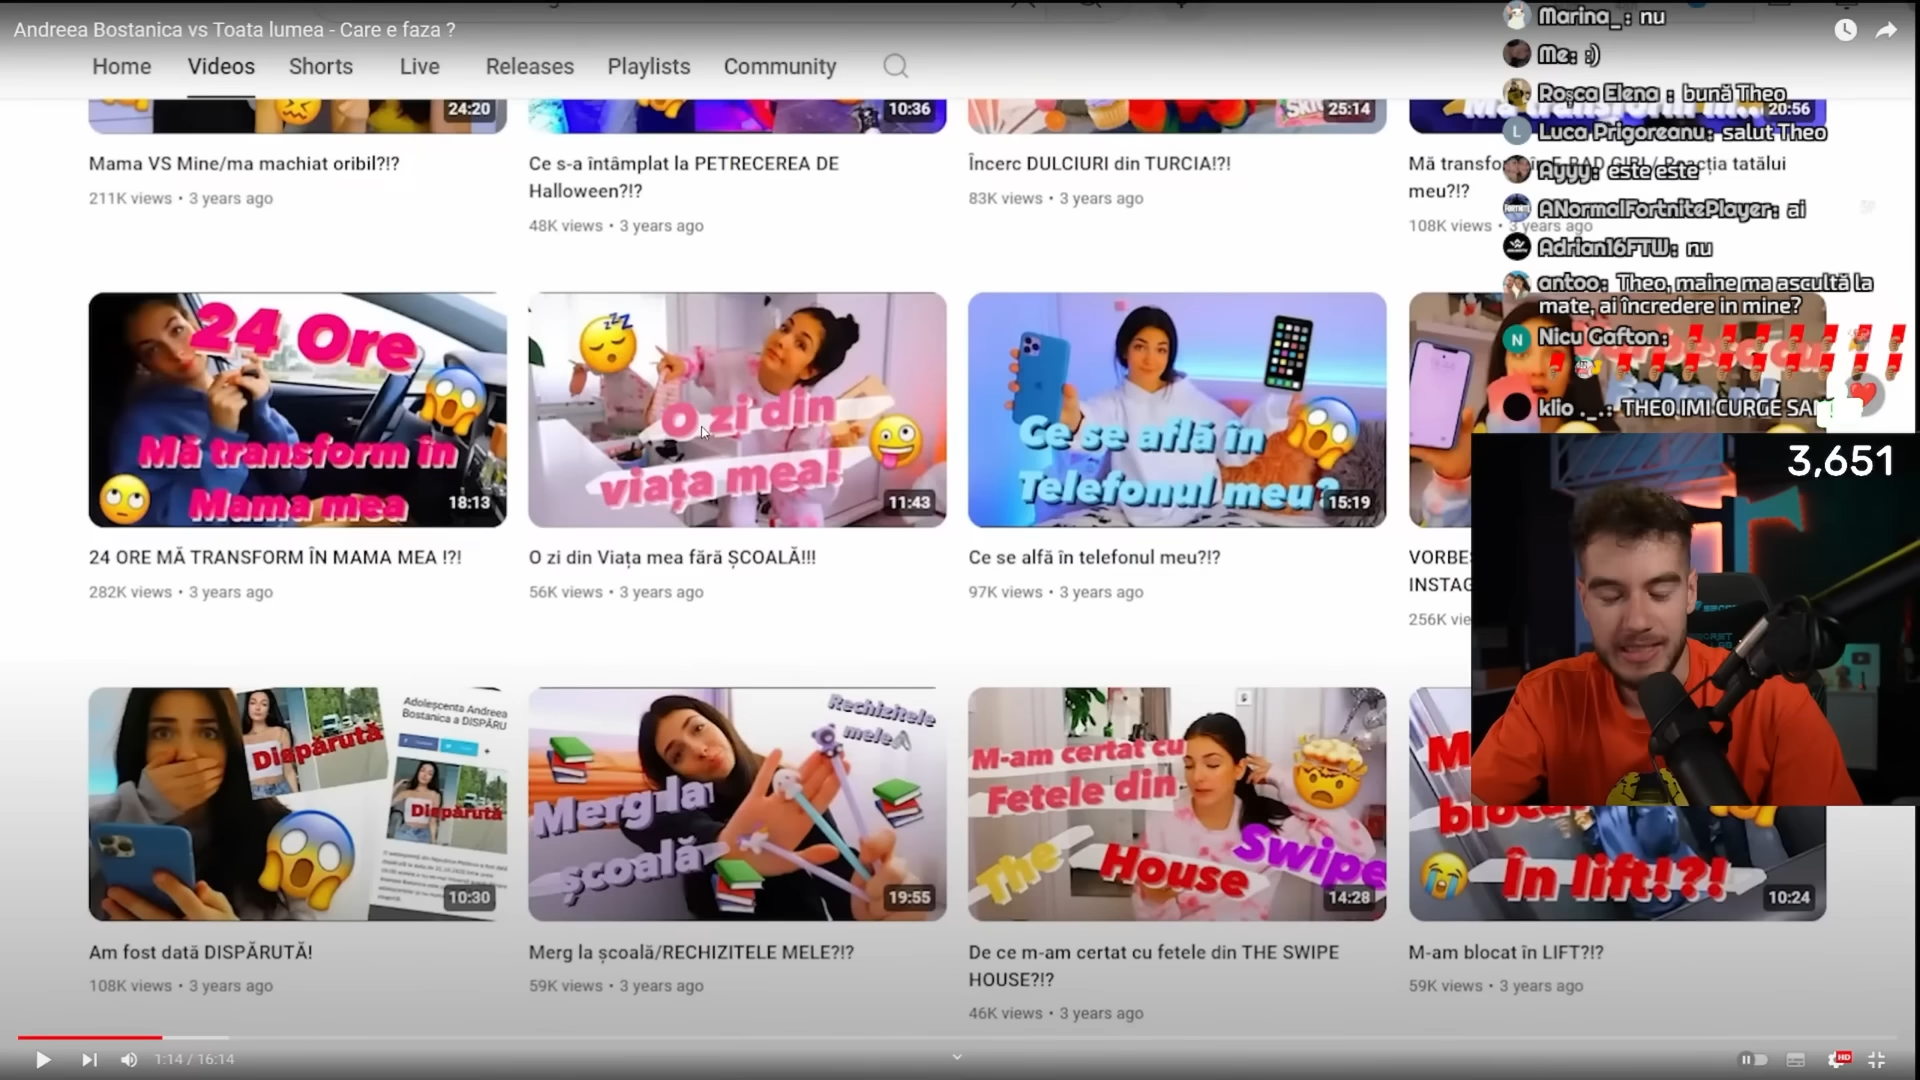 Andreea Bostanica vs Toata lumea - Care e faza ?
Home Videos Shorts Live Releases Playlists Community
24:20
10:36
25:14
20:56
Mama VS Mine/ma machiat oribil?!?
211K views • 3 years ago
Ce s-a întâmplat la PETRECEREA DE
Halloween?!?
48K views • 3 years ago
Încerc DULCIURI din TURCIA!?!
83K views • 3 years ago
Mă transfor
tatălui
meu?!?
108K views • 3 years ago
Marina_: nu
Me: :)
Roșca Elena : bună Theo
Luca Prigoreanu: salut Theo
Ayyy: este este
ANormalFortnitePlayer: ai
Adrian16FTW: nu
antoo: Theo, maine ma ascultă la
mate, ai încredere in mine?
Nicu Gafton:
klio ._.: THEO IMI CURGE
3,651
24 Ore
Mă transform în
Mama mea
18:13
O zi din
viața mea!
11:43
Ce se află în
Telefonul meu?
15:19
24 ORE MĂ TRANSFORM ÎN MAMA MEA !?!
282K views • 3 years ago
O zi din Viața mea fără ȘCOALĂ!!!
56K views • 3 years ago
Ce se alfă în telefonul meu?!?
97K views • 3 years ago
VORBES
INSTAG
256K vie
Dispărută
Adolescenta Andreea
Bostanica a DISPĂRU
Dispărută
10:30
Rechizitele
mele
Merg la
școală
19:55
M-am certat cu
Fetele din
The House Swipe
14:28
M
blocat
În lift!?!
10:24
Am fost dată DISPĂRUTĂ!
108K views • 3 years ago
Merg la școală/RECHIZITELE MELE?!?
59K views • 3 years ago
De ce m-am certat cu fetele din THE SWIPE
HOUSE?!?
46K views • 3 years ago
M-am blocat în LIFT?!?
59K views • 3 years ago
1:14 / 16:14
HD